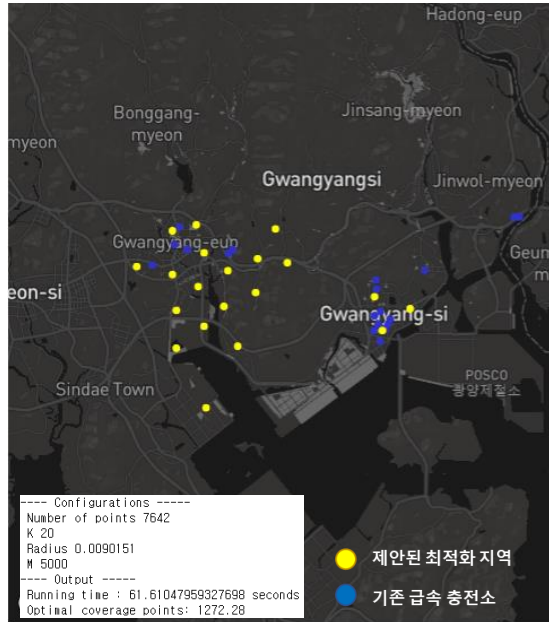 Hadong-eup
Bonggang-
myeon
Jinsang-myeon
myeon
Gwangyangsi
Jinwol-myeon
Gwangyang-eup
Geum
m
eon-si
Gwangyang-si
POSCO
광양제철소
Sindae Town
---- Configurations -----
Number of points 7642
K 20
Radius 0.0090151
M 5000
---- Output -----
Running time : 61.61047959327698 seconds
Optimal coverage points: 1272.28
제안된 최적화 지역
기존 급속 충전소